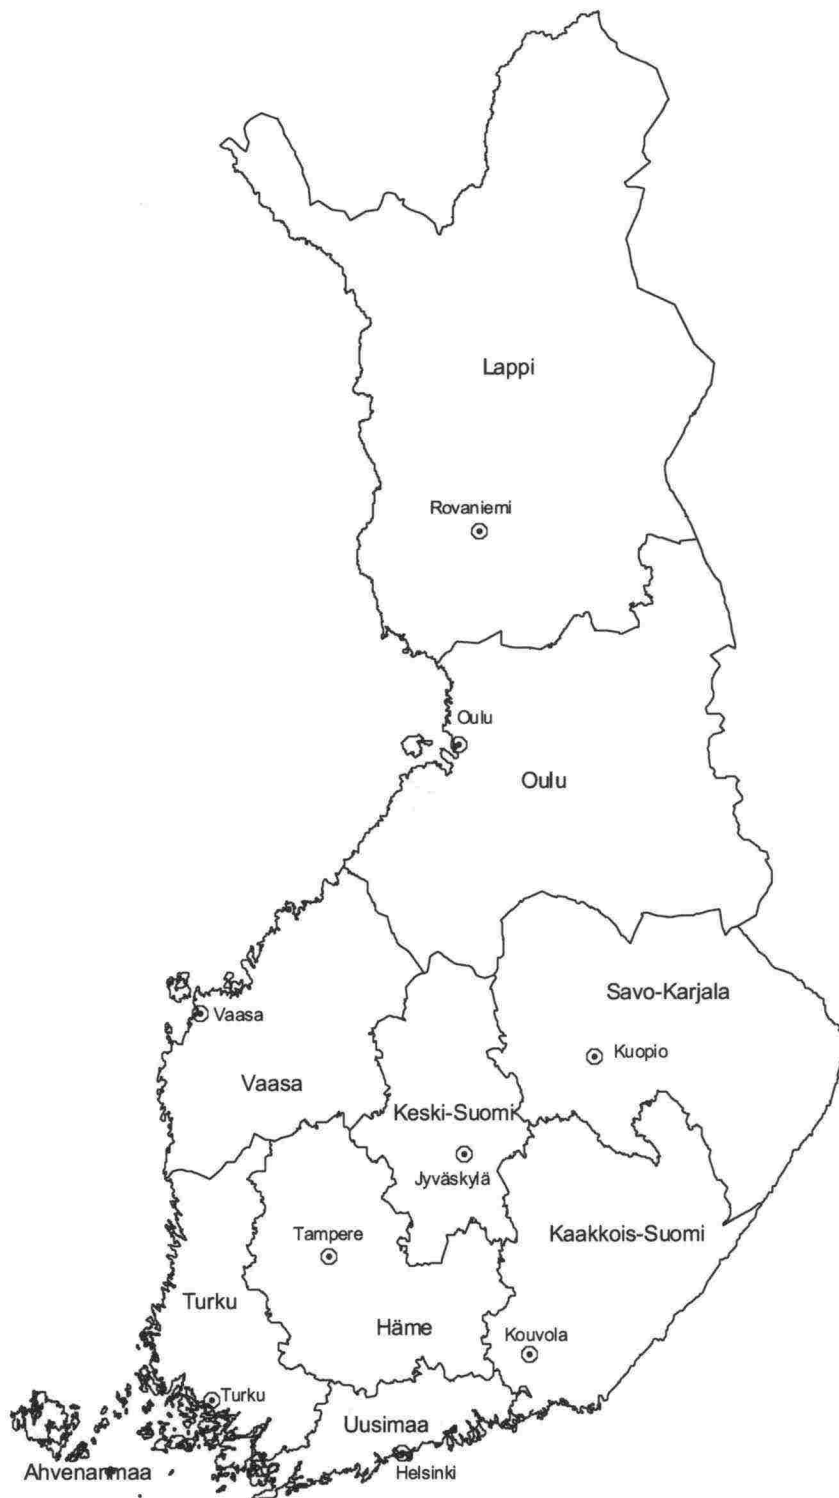 Lappi
Rovaniemi
Oulu
Oulu
Savo-Karjala
Vaasa
Kuopio
Vaasa
Keski-Suomi
Jyväskylä
Tampere
Kaakkois-Suomi
Turku
Häme
Kouvola
Turku
Uusimaa
Ahvenanmaa
Helsinki